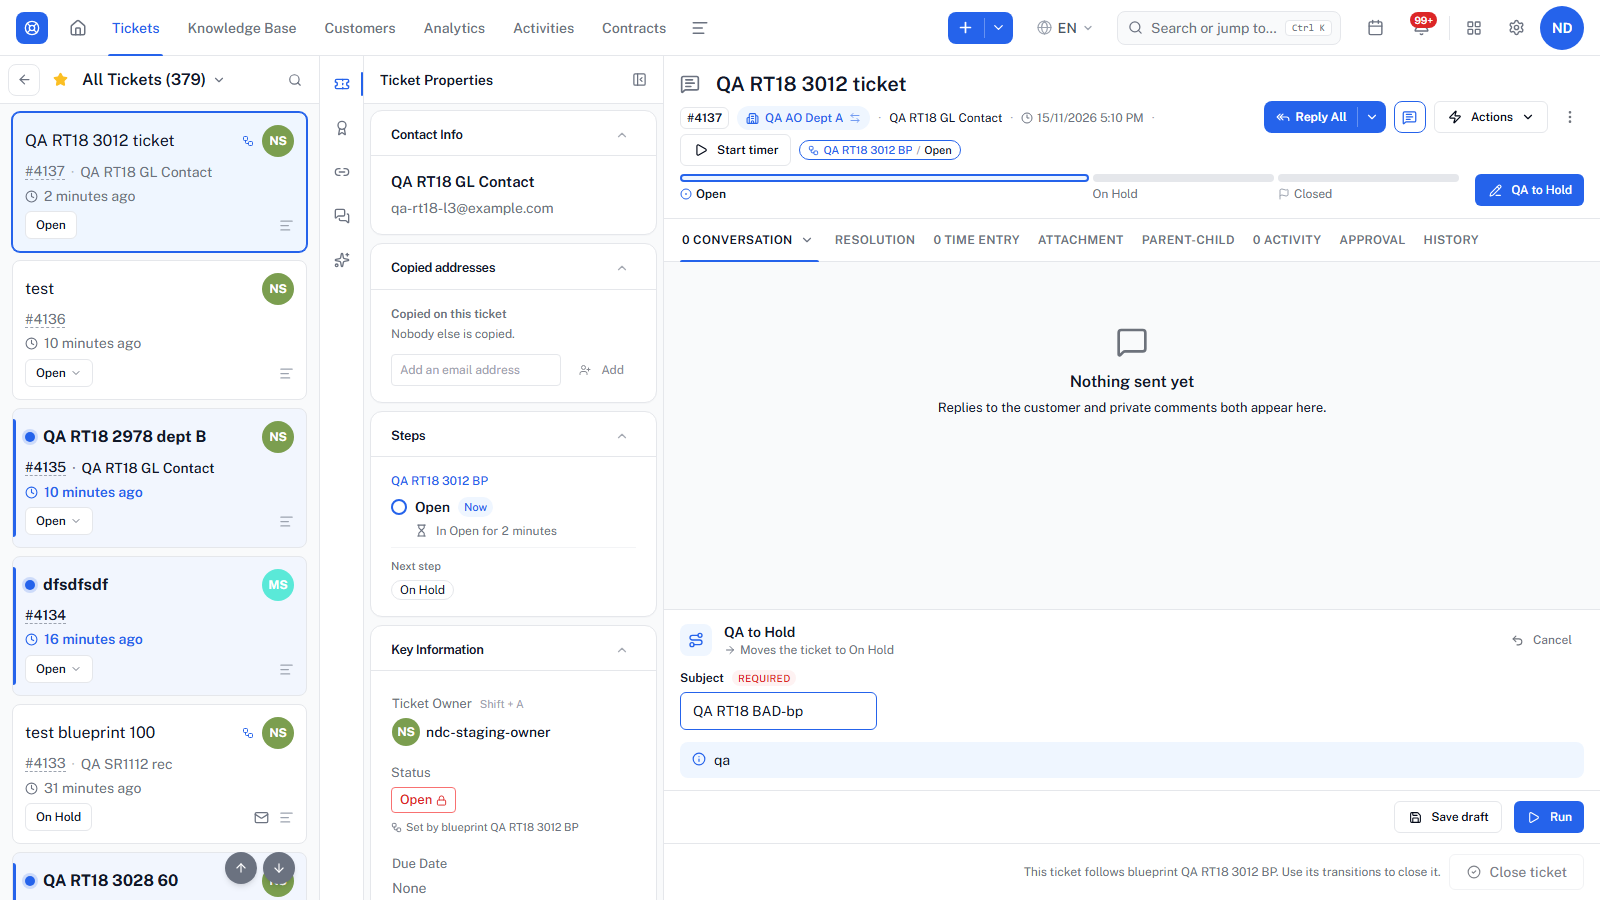 Tickets
Knowledge Base
Customers
Analytics
Activities
Contracts
EN
Search or jump to...
Ctrl K
99+
ND
All Tickets (379)
QA RT18 3012 ticket
NS
#4137 · QA RT18 GL Contact
2 minutes ago
Open
test
NS
#4136
10 minutes ago
Open
QA RT18 2978 dept B
NS
#4135 · QA RT18 GL Contact
10 minutes ago
Open
dfsdfsdf
MS
#4134
16 minutes ago
Open
test blueprint 100
NS
#4133 · QA SR1112 rec
31 minutes ago
On Hold
QA RT18 3028 60
Ticket Properties
Contact Info
QA RT18 GL Contact
qa-rt18-l3@example.com
Copied addresses
Copied on this ticket
Nobody else is copied.
Add an email address
Add
Steps
QA RT18 3012 BP
Open Now
In Open for 2 minutes
Next step
On Hold
Key Information
Ticket Owner Shift + A
NS ndc-staging-owner
Status
Open
Set by blueprint QA RT18 3012 BP
Due Date
None
QA RT18 3012 ticket
#4137 QA AO Dept A · QA RT18 GL Contact · 15/11/2026 5:10 PM ·
Start timer
QA RT18 3012 BP / Open
Reply All
Actions
Open
On Hold
Closed
QA to Hold
0 CONVERSATION
RESOLUTION
0 TIME ENTRY
ATTACHMENT
PARENT-CHILD
0 ACTIVITY
APPROVAL
HISTORY
Nothing sent yet
Replies to the customer and private comments both appear here.
QA to Hold
Moves the ticket to On Hold
Cancel
Subject REQUIRED
QA RT18 BAD-bp
qa
Save draft
Run
This ticket follows blueprint QA RT18 3012 BP. Use its transitions to close it.
Close ticket